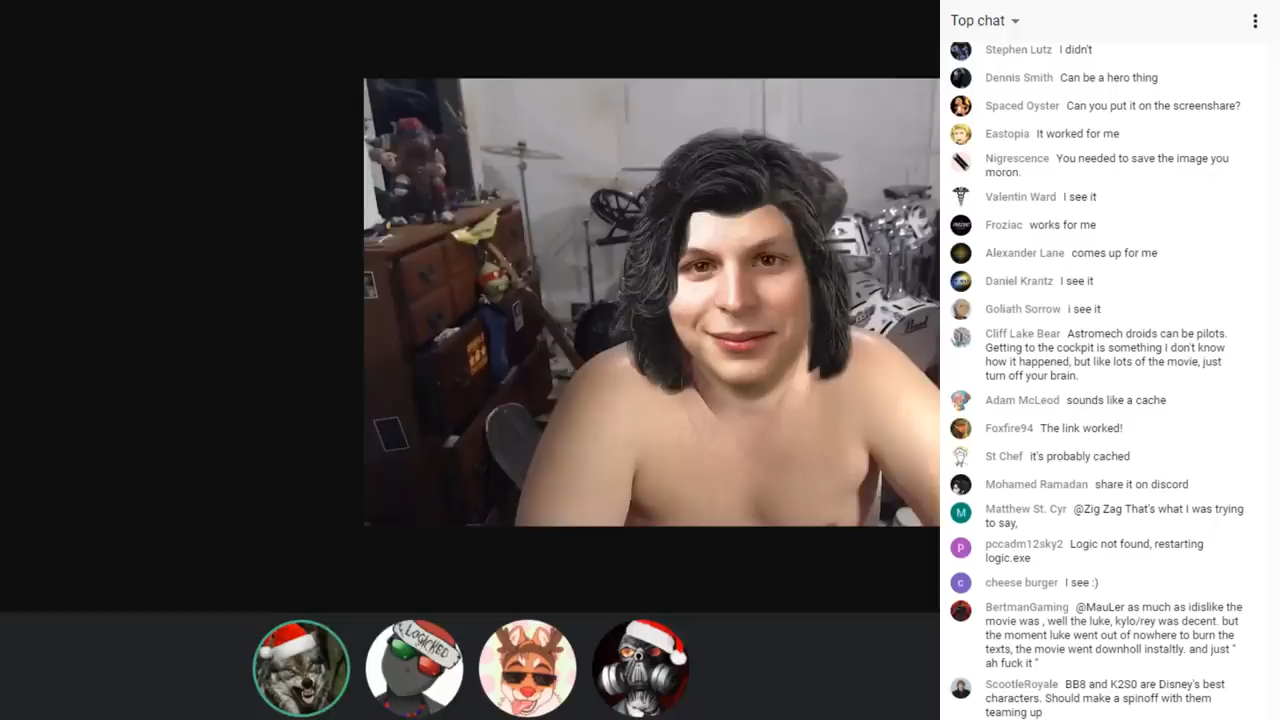 Top chat
Stephen Lutz I didn't
Dennis Smith Can be a hero thing
Spaced Oyster Can you put it on the screenshare?
Eastopia It worked for me
Nigrescence You needed to save the image you
moron.
Valentin Ward I see it
Froziac works for me
Alexander Lane comes up for me
Daniel Krantz I see it
Goliath Sorrow i see it
Cliff Lake Bear Astromech droids can be pilots.
Getting to the cockpit is something I don't know
how it happened, but like lots of the movie, just
turn off your brain.
Adam McLeod sounds like a cache
Foxfire94 The link worked!
St Chef it's probably cached
Mohamed Ramadan share it on discord
M
Matthew St. Cyr @Zig Zag That's what I was trying
to say,
p
pccadm12sky2 Logic not found, restarting
logic.exe
c
cheese burger I see :)
BertmanGaming @MauLer as much as idislike the
movie was , well the luke, kylo/rey was decent. but
the moment luke went out of nowhere to burn the
texts, the movie went downholl instaltly. and just "
ah fuck it "
ScootleRoyale BB8 and K2S0 are Disney's best
characters. Should make a spinoff with them
teaming up
Pearl
LOGICKED